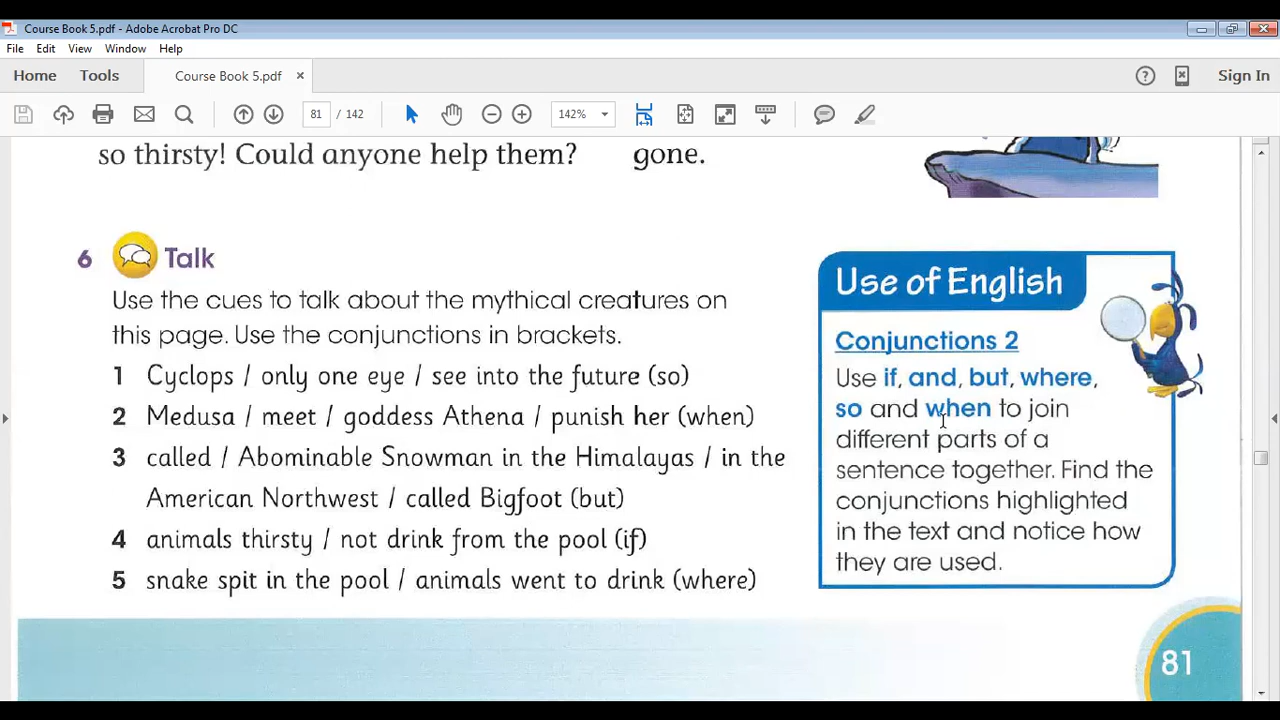 Course Book 5.pdf - Adobe Acrobat Pro DC
File Edit View Window Help
Home Tools Course Book 5.pdf × Sign In
81 / 142 142%
so thirsty! Could anyone help them? gone.
6 Talk
Use the cues to talk about the mythical creatures on
this page. Use the conjunctions in brackets.
1 Cyclops / only one eye / see into the future (so)
2 Medusa / meet / goddess Athena / punish her (when)
3 called / Abominable Snowman in the Himalayas / in the
American Northwest / called Bigfoot (but)
4 animals thirsty / not drink from the pool (if)
5 snake spit in the pool / animals went to drink (where)
Use of English
Conjunctions 2
Use if, and, but, where,
so and when to join
different parts of a
sentence together. Find the
conjunctions highlighted
in the text and notice how
they are used.
81